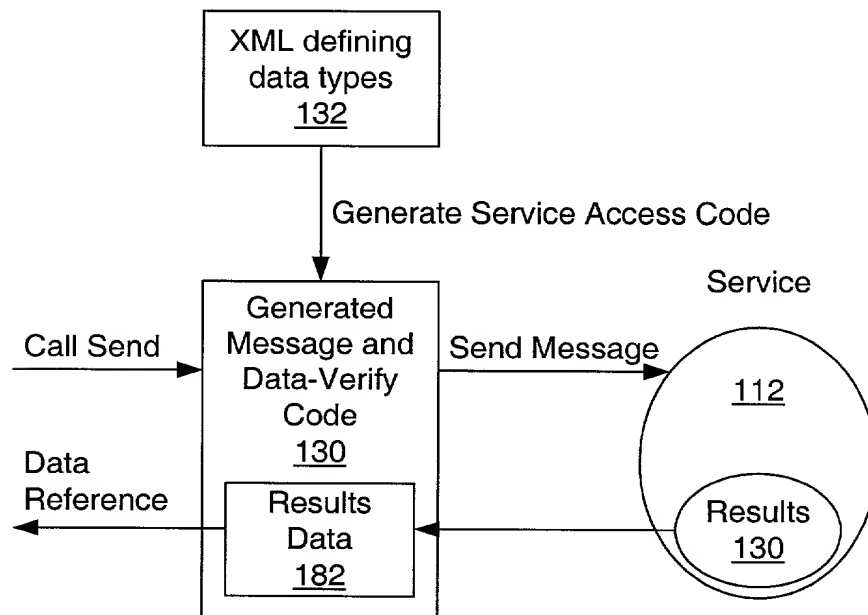 XML defining
data types
132
Generate Service Access Code
Service
Generated
Message and
Data-Verify
Code
130
Call Send
Send Message
112
Data
Reference
Results
Data
182
Results
130